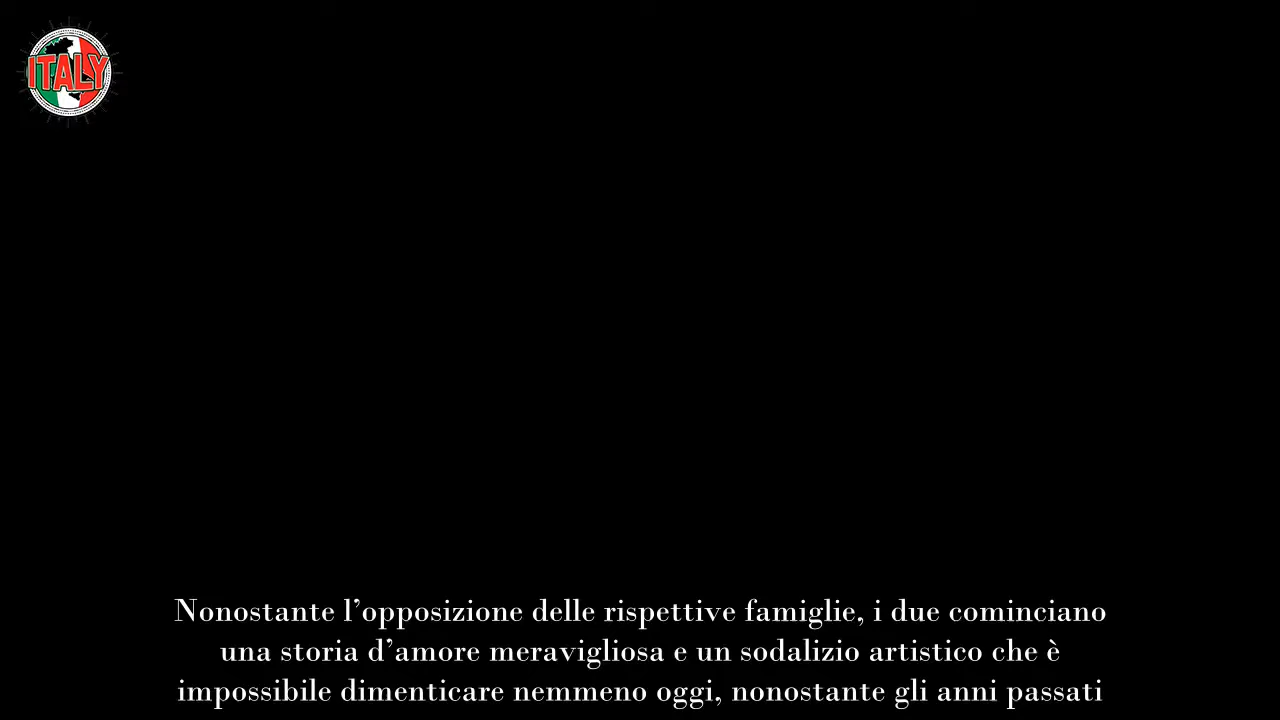 ITALY
Nonostante l’opposizione delle rispettive famiglie, i due cominciano
una storia d’amore meravigliosa e un sodalizio artistico che è
impossibile dimenticare nemmeno oggi, nonostante gli anni passati